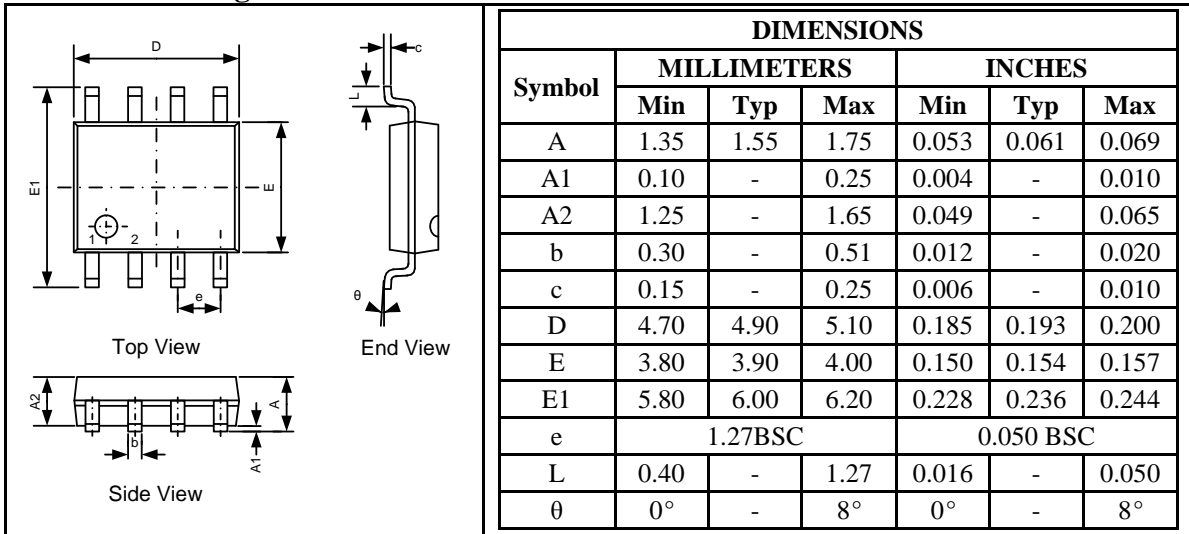 D
E1
E
1 2
e
Top View
c
L
θ
End View
A2
b
A
A1
Side View
DIMENSIONS
Symbol MILLIMETERS INCHES
Min Typ Max Min Typ Max
A 1.35 1.55 1.75 0.053 0.061 0.069
A1 0.10 - 0.25 0.004 - 0.010
A2 1.25 - 1.65 0.049 - 0.065
b 0.30 - 0.51 0.012 - 0.020
c 0.15 - 0.25 0.006 - 0.010
D 4.70 4.90 5.10 0.185 0.193 0.200
E 3.80 3.90 4.00 0.150 0.154 0.157
E1 5.80 6.00 6.20 0.228 0.236 0.244
e 1.27BSC 0.050 BSC
L 0.40 - 1.27 0.016 - 0.050
θ 0° - 8° 0° - 8°